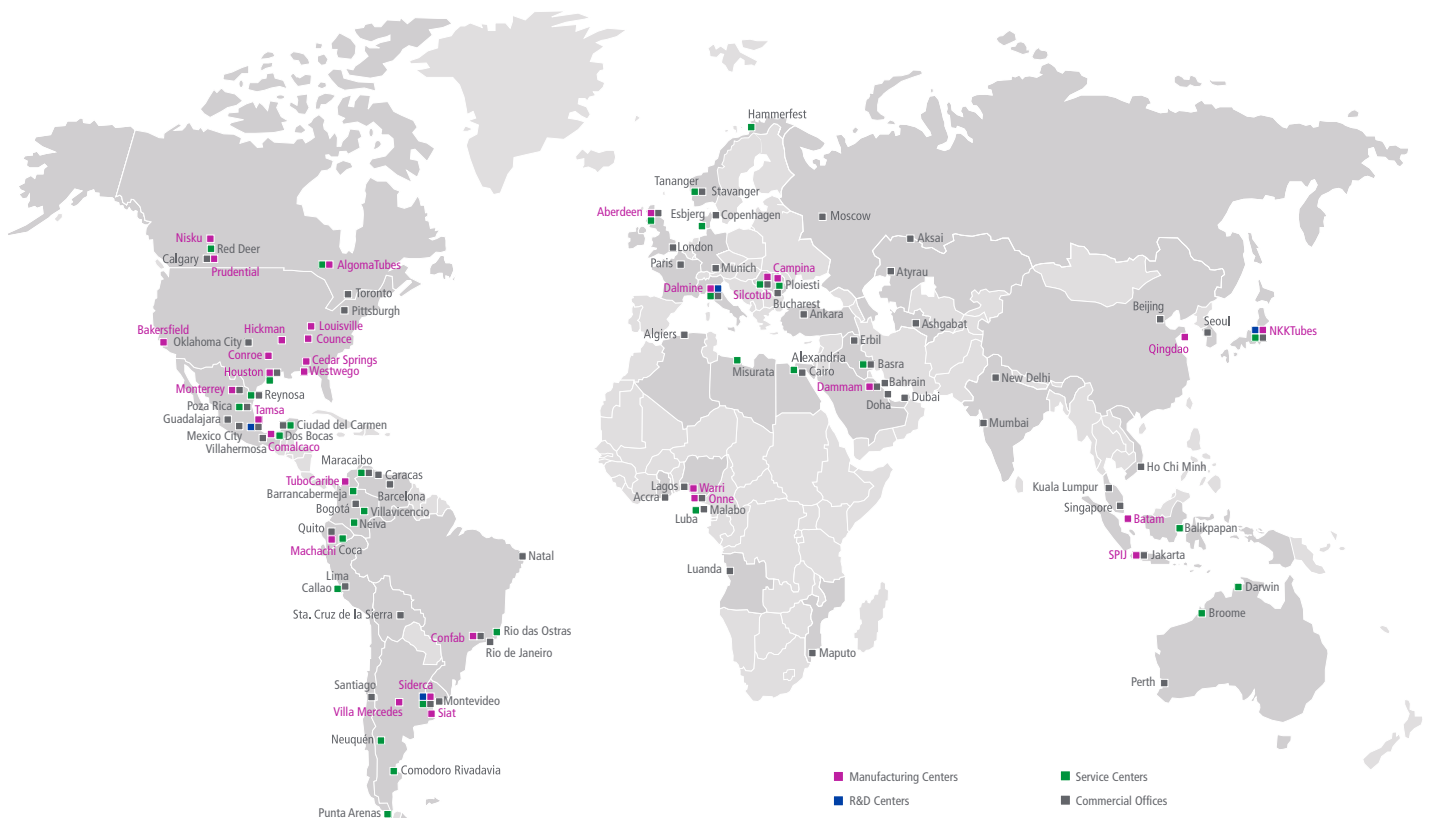 Hammerfest
Tananger
Stavanger
Aberdeen
Esbjerg
Copenhagen
Moscow
Nisku
Red Deer
Calgary
Prudential
AlgomaTubes
London
Aksai
Paris
Munich
Campina
Atyrau
Dalmine
Silcotub
Ploiesti
Bucharest
Toronto
Pittsburgh
Ankara
Beijing
Bakersfield
Hickman
Louisville
Oklahoma City
Counce
Algiers
Ashgabat
Seoul
NKKTubes
Erbil
Qingdao
Conroe
Cedar Springs
Alexandria
Misurata
Cairo
Basra
Houston
Westwego
New Delhi
Monterrey
Reynosa
Dammam
Bahrain
Doha
Dubai
Poza Rica
Tamsa
Guadalajara
Ciudad del Carmen
Mumbai
Mexico City
Dos Bocas
Villahermosa
Comalcaco
Maracaibo
Caracas
Ho Chi Minh
TuboCaribe
Barrancabermeja
Barcelona
Lagos
Warri
Kuala Lumpur
Accra
Onne
Bogotá
Villavicencio
Malabo
Luba
Singapore
Batam
Neiva
Quito
Balikpapan
Machachi
Coca
Natal
SPIJ
Jakarta
Luanda
Lima
Callao
Darwin
Sta. Cruz de la Sierra
Broome
Confab
Rio das Ostras
Rio de Janeiro
Maputo
Santiago
Siderca
Perth
Montevideo
Villa Mercedes
Siat
Neuquén
Comodoro Rivadavia
Manufacturing Centers
Service Centers
R&D Centers
Commercial Offices
Punta Arenas